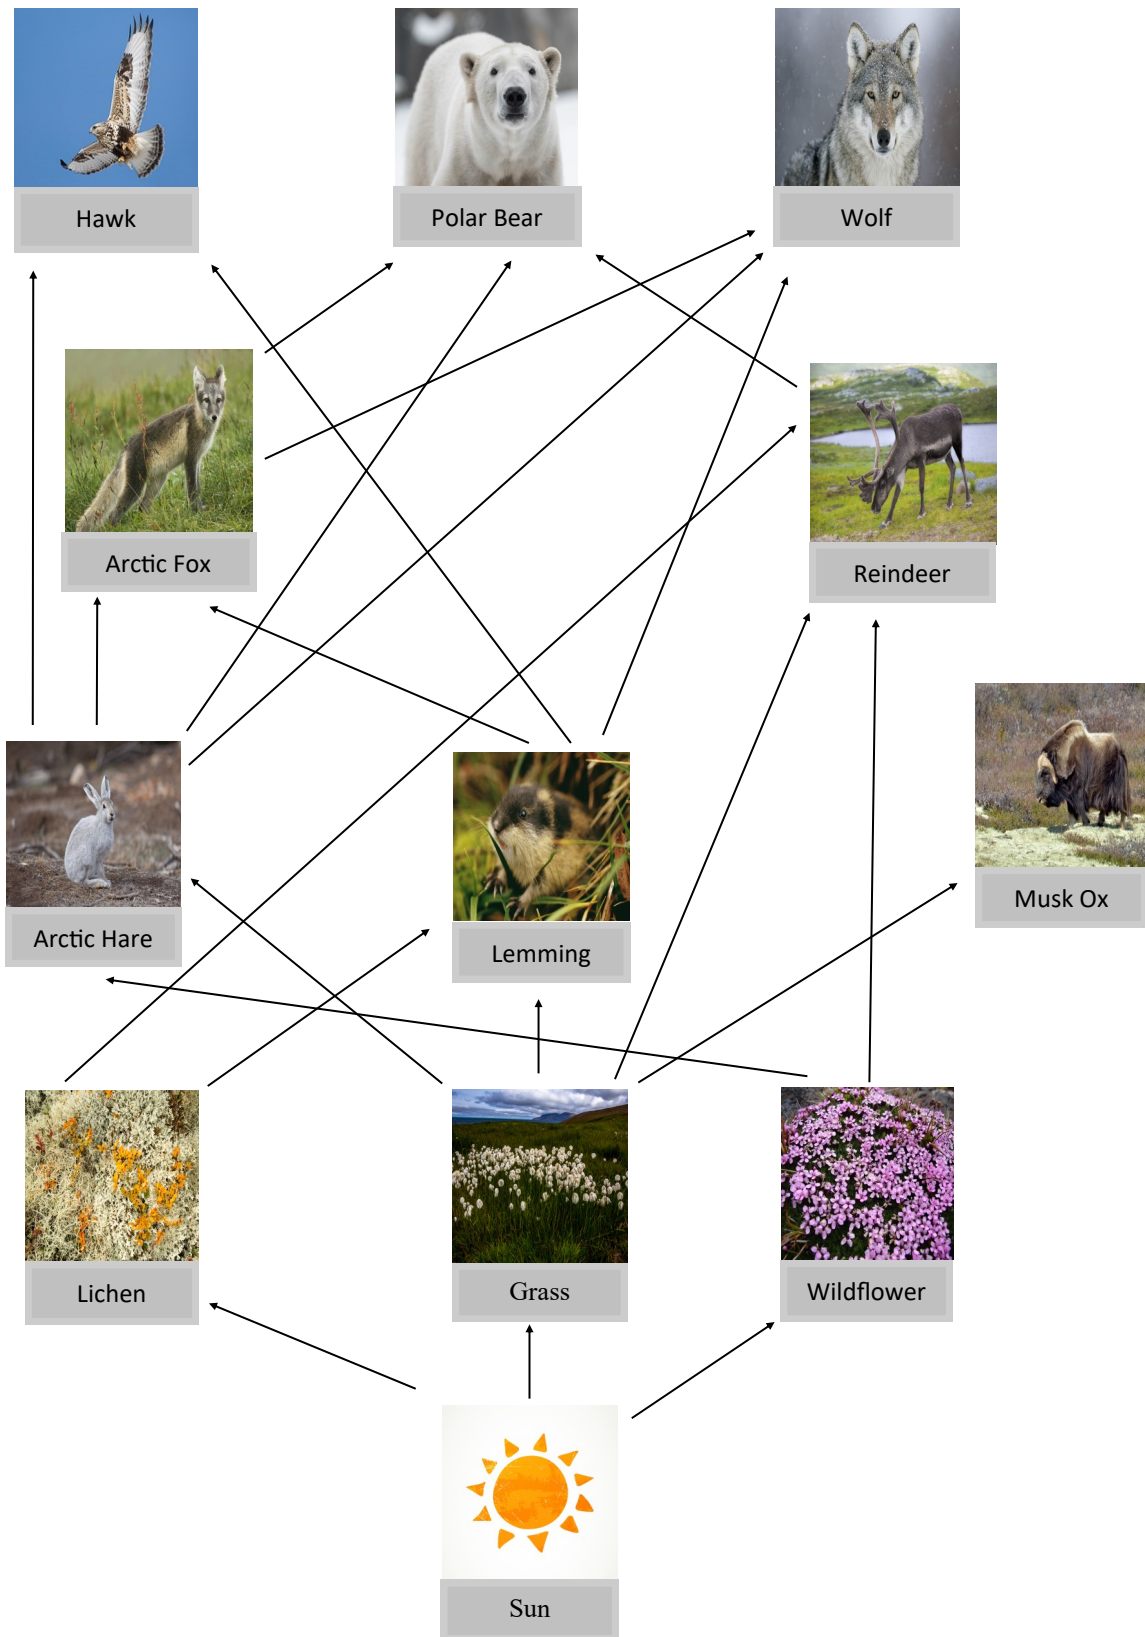 Hawk
Polar Bear
Wolf
Arctic Fox
Reindeer
Musk Ox
Arctic Hare
Lemming
Lichen
Grass
Wildflower
Sun